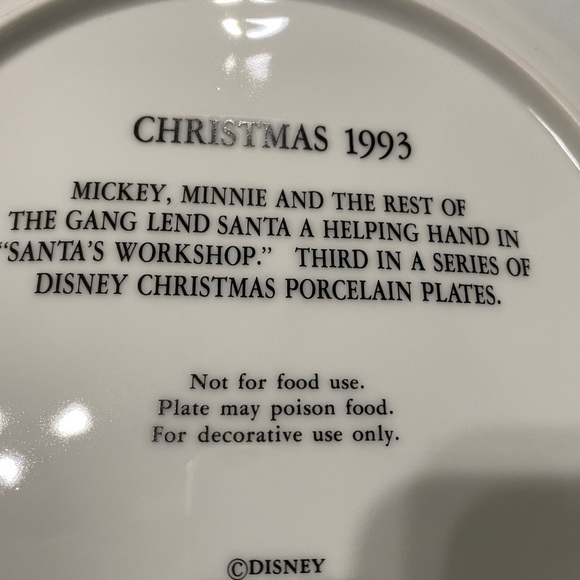 CHRISTMAS 1993
MICKEY, MINNIE AND THE REST OF
THE GANG LEND SANTA A HELPING HAND IN
“SANTA’S WORKSHOP.” THIRD IN A SERIES OF
DISNEY CHRISTMAS PORCELAIN PLATES.
Not for food use.
Plate may poison food.
For decorative use only.
©DISNEY